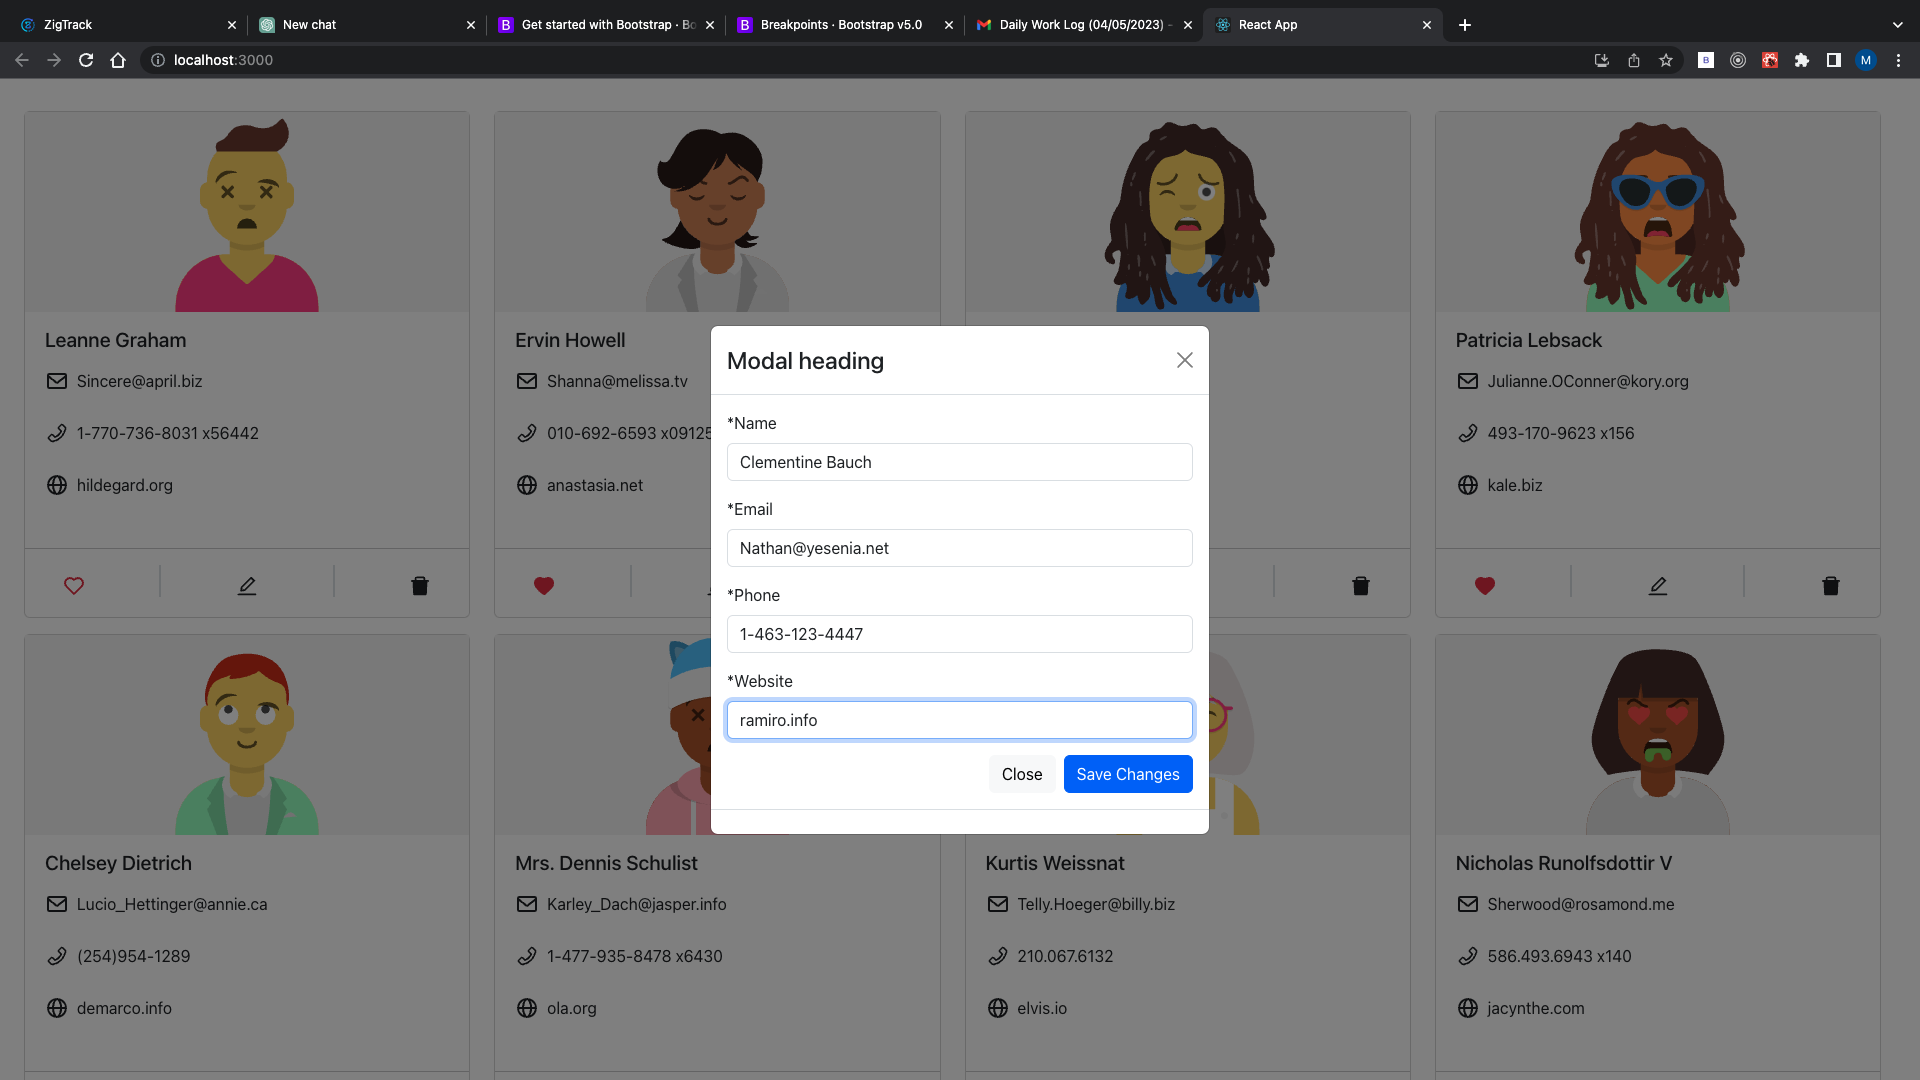 ZigTrack
New chat
Get started with Bootstrap · Bo
Breakpoints · Bootstrap v5.0
Daily Work Log (04/05/2023) -
React App
localhost:3000
B
M
Leanne Graham
Sincere@april.biz
1-770-736-8031 x56442
hildegard.org
Ervin Howell
Shanna@melissa.tv
010-692-6593 x09125
anastasia.net
Patricia Lebsack
Julianne.OConner@kory.org
493-170-9623 x156
kale.biz
Modal heading
*Name
Clementine Bauch
*Email
Nathan@yesenia.net
*Phone
1-463-123-4447
*Website
ramiro.info
Close
Save Changes
Chelsey Dietrich
Lucio_Hettinger@annie.ca
(254)954-1289
demarco.info
Mrs. Dennis Schulist
Karley_Dach@jasper.info
1-477-935-8478 x6430
ola.org
Kurtis Weissnat
Telly.Hoeger@billy.biz
210.067.6132
elvis.io
Nicholas Runolfsdottir V
Sherwood@rosamond.me
586.493.6943 x140
jacynthe.com